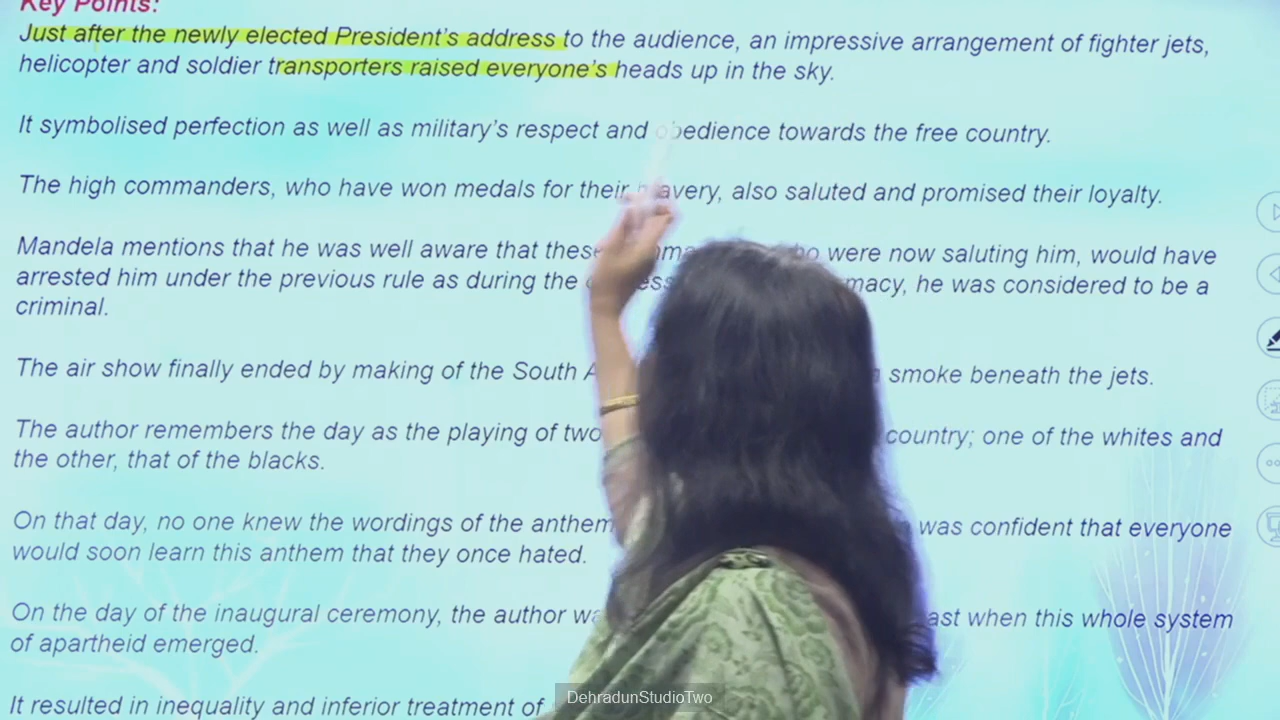 Key Points:
Just after the newly elected President's address to the audience, an impressive arrangement of fighter jets,
helicopter and soldier transporters raised everyone's heads up in the sky.
It symbolised perfection as well as military's respect and obedience towards the free country.
The high commanders, who have won medals for their bravery, also saluted and promised their loyalty.
Mandela mentions that he was well aware that these were now saluting him, would have
arrested him under the previous rule as during the he was considered to be a
criminal.
The air show finally ended by making of the South smoke beneath the jets.
The author remembers the day as the playing of two country; one of the whites and
the other, that of the blacks.
On that day, no one knew the wordings of the anthem was confident that everyone
would soon learn this anthem that they once hated.
On the day of the inaugural ceremony, the author when this whole system
of apartheid emerged.
It resulted in inequality and inferior treatment of
DehradunStudioTwo